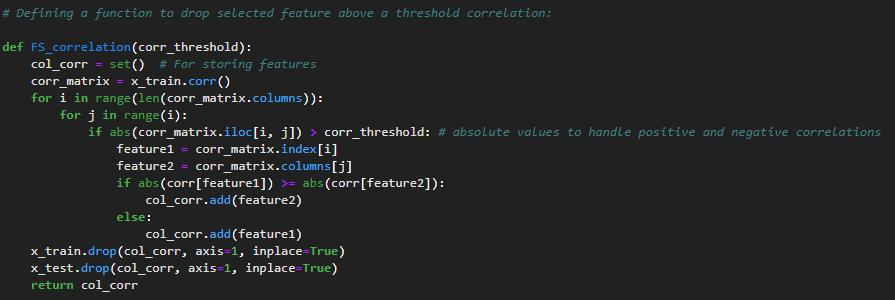 # Defining a function to drop selected feature above a threshold correlation:
def FS_correlation(corr_threshold):
    col_corr = set()  # For storing features
    corr_matrix = x_train.corr()
    for i in range(len(corr_matrix.columns)):
        for j in range(i):
            if abs(corr_matrix.iloc[i, j]) > corr_threshold: # absolute values to handle positive and negative correlations
                feature1 = corr_matrix.index[i]
                feature2 = corr_matrix.columns[j]
                if abs(corr[feature1]) >= abs(corr[feature2]):
                    col_corr.add(feature2)
                else:
                    col_corr.add(feature1)
    x_train.drop(col_corr, axis=1, inplace=True)
    x_test.drop(col_corr, axis=1, inplace=True)
    return col_corr